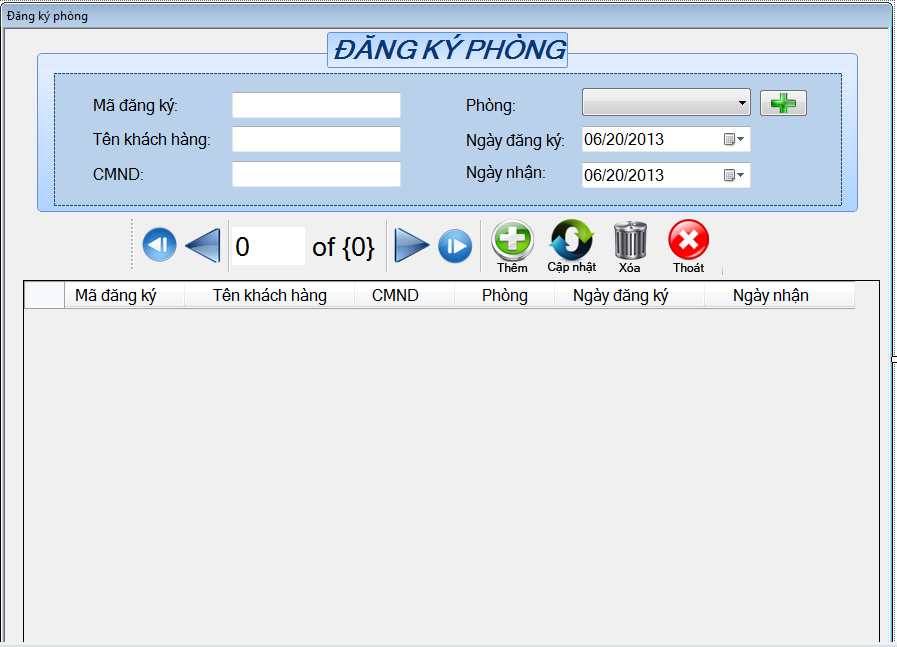 Đăng ký phòng
ĐĂNG KÝ PHÒNG
Mã đăng ký:
Phòng:
Tên khách hàng:
Ngày đăng ký:
06/20/2013
CMND:
Ngày nhận:
06/20/2013
0 of {0}
Thêm Cập nhật Xóa Thoát
Mã đăng ký Tên khách hàng CMND Phòng Ngày đăng ký Ngày nhận